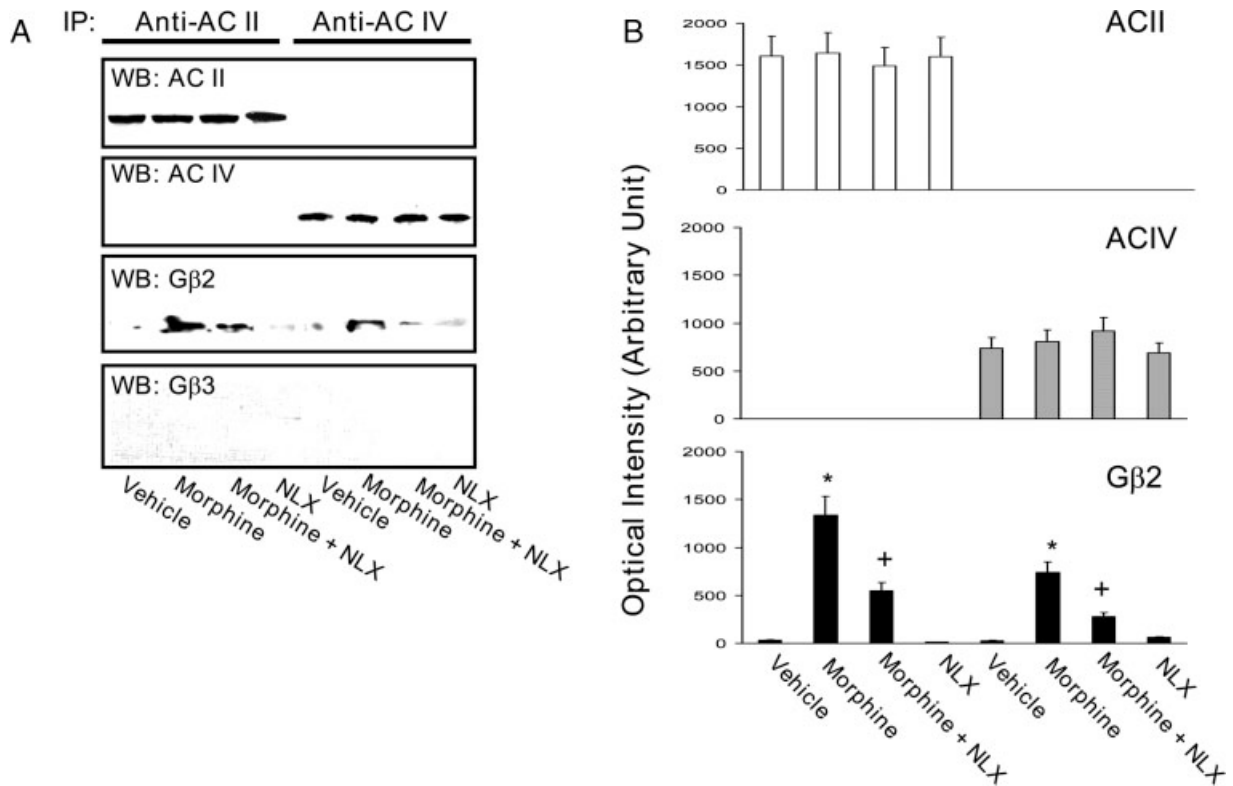 A
IP: Anti-AC II Anti-AC IV
WB: AC II
WB: AC IV
WB: Gβ2
WB: Gβ3
Vehicle
Morphine
Morphine + NLX
NLX
Vehicle
Morphine
Morphine + NLX
NLX
B
Optical Intensity (Arbitrary Unit)
ACII
2000
1500
1000
500
0
ACIV
2000
1500
1000
500
0
Gβ2
2000
1500
1000
500
0
*
+
*
+
Vehicle
Morphine
Morphine + NLX
NLX
Vehicle
Morphine
Morphine + NLX
NLX